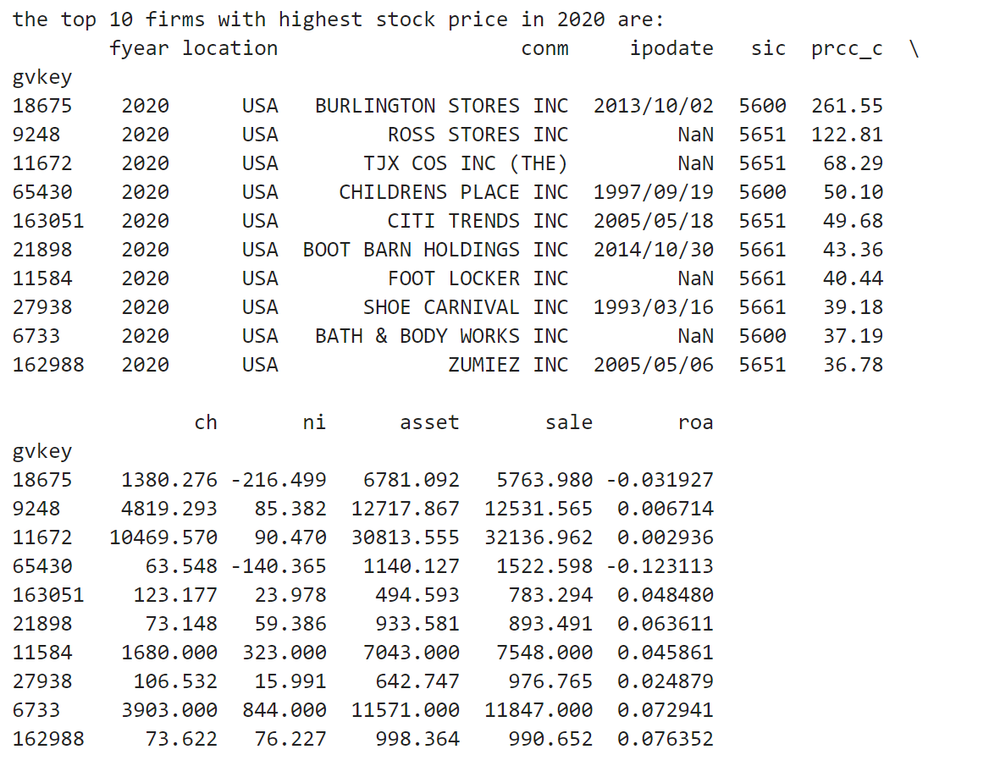 the top 10 firms with highest stock price in 2020 are:
        fyear location                    conm     ipodate   sic  prcc_c  \
gvkey
18675    2020      USA   BURLINGTON STORES INC  2013/10/02  5600  261.55
9248     2020      USA         ROSS STORES INC         NaN  5651  122.81
11672    2020      USA       TJX COS INC (THE)         NaN  5651   68.29
65430    2020      USA     CHILDRENS PLACE INC  1997/09/19  5600   50.10
163051   2020      USA         CITI TRENDS INC  2005/05/18  5651   49.68
21898    2020      USA  BOOT BARN HOLDINGS INC  2014/10/30  5661   43.36
11584    2020      USA         FOOT LOCKER INC         NaN  5661   40.44
27938    2020      USA       SHOE CARNIVAL INC  1993/03/16  5661   39.18
6733     2020      USA   BATH & BODY WORKS INC         NaN  5600   37.19
162988   2020      USA              ZUMIEZ INC  2005/05/06  5651   36.78
               ch       ni      asset       sale       roa
gvkey
18675    1380.276 -216.499   6781.092   5763.980 -0.031927
9248     4819.293   85.382  12717.867  12531.565  0.006714
11672   10469.570   90.470  30813.555  32136.962  0.002936
65430      63.548 -140.365   1140.127   1522.598 -0.123113
163051    123.177   23.978    494.593    783.294  0.048480
21898      73.148   59.386    933.581    893.491  0.063611
11584    1680.000  323.000   7043.000   7548.000  0.045861
27938     106.532   15.991    642.747    976.765  0.024879
6733     3903.000  844.000  11571.000  11847.000  0.072941
162988     73.622   76.227    998.364    990.652  0.076352